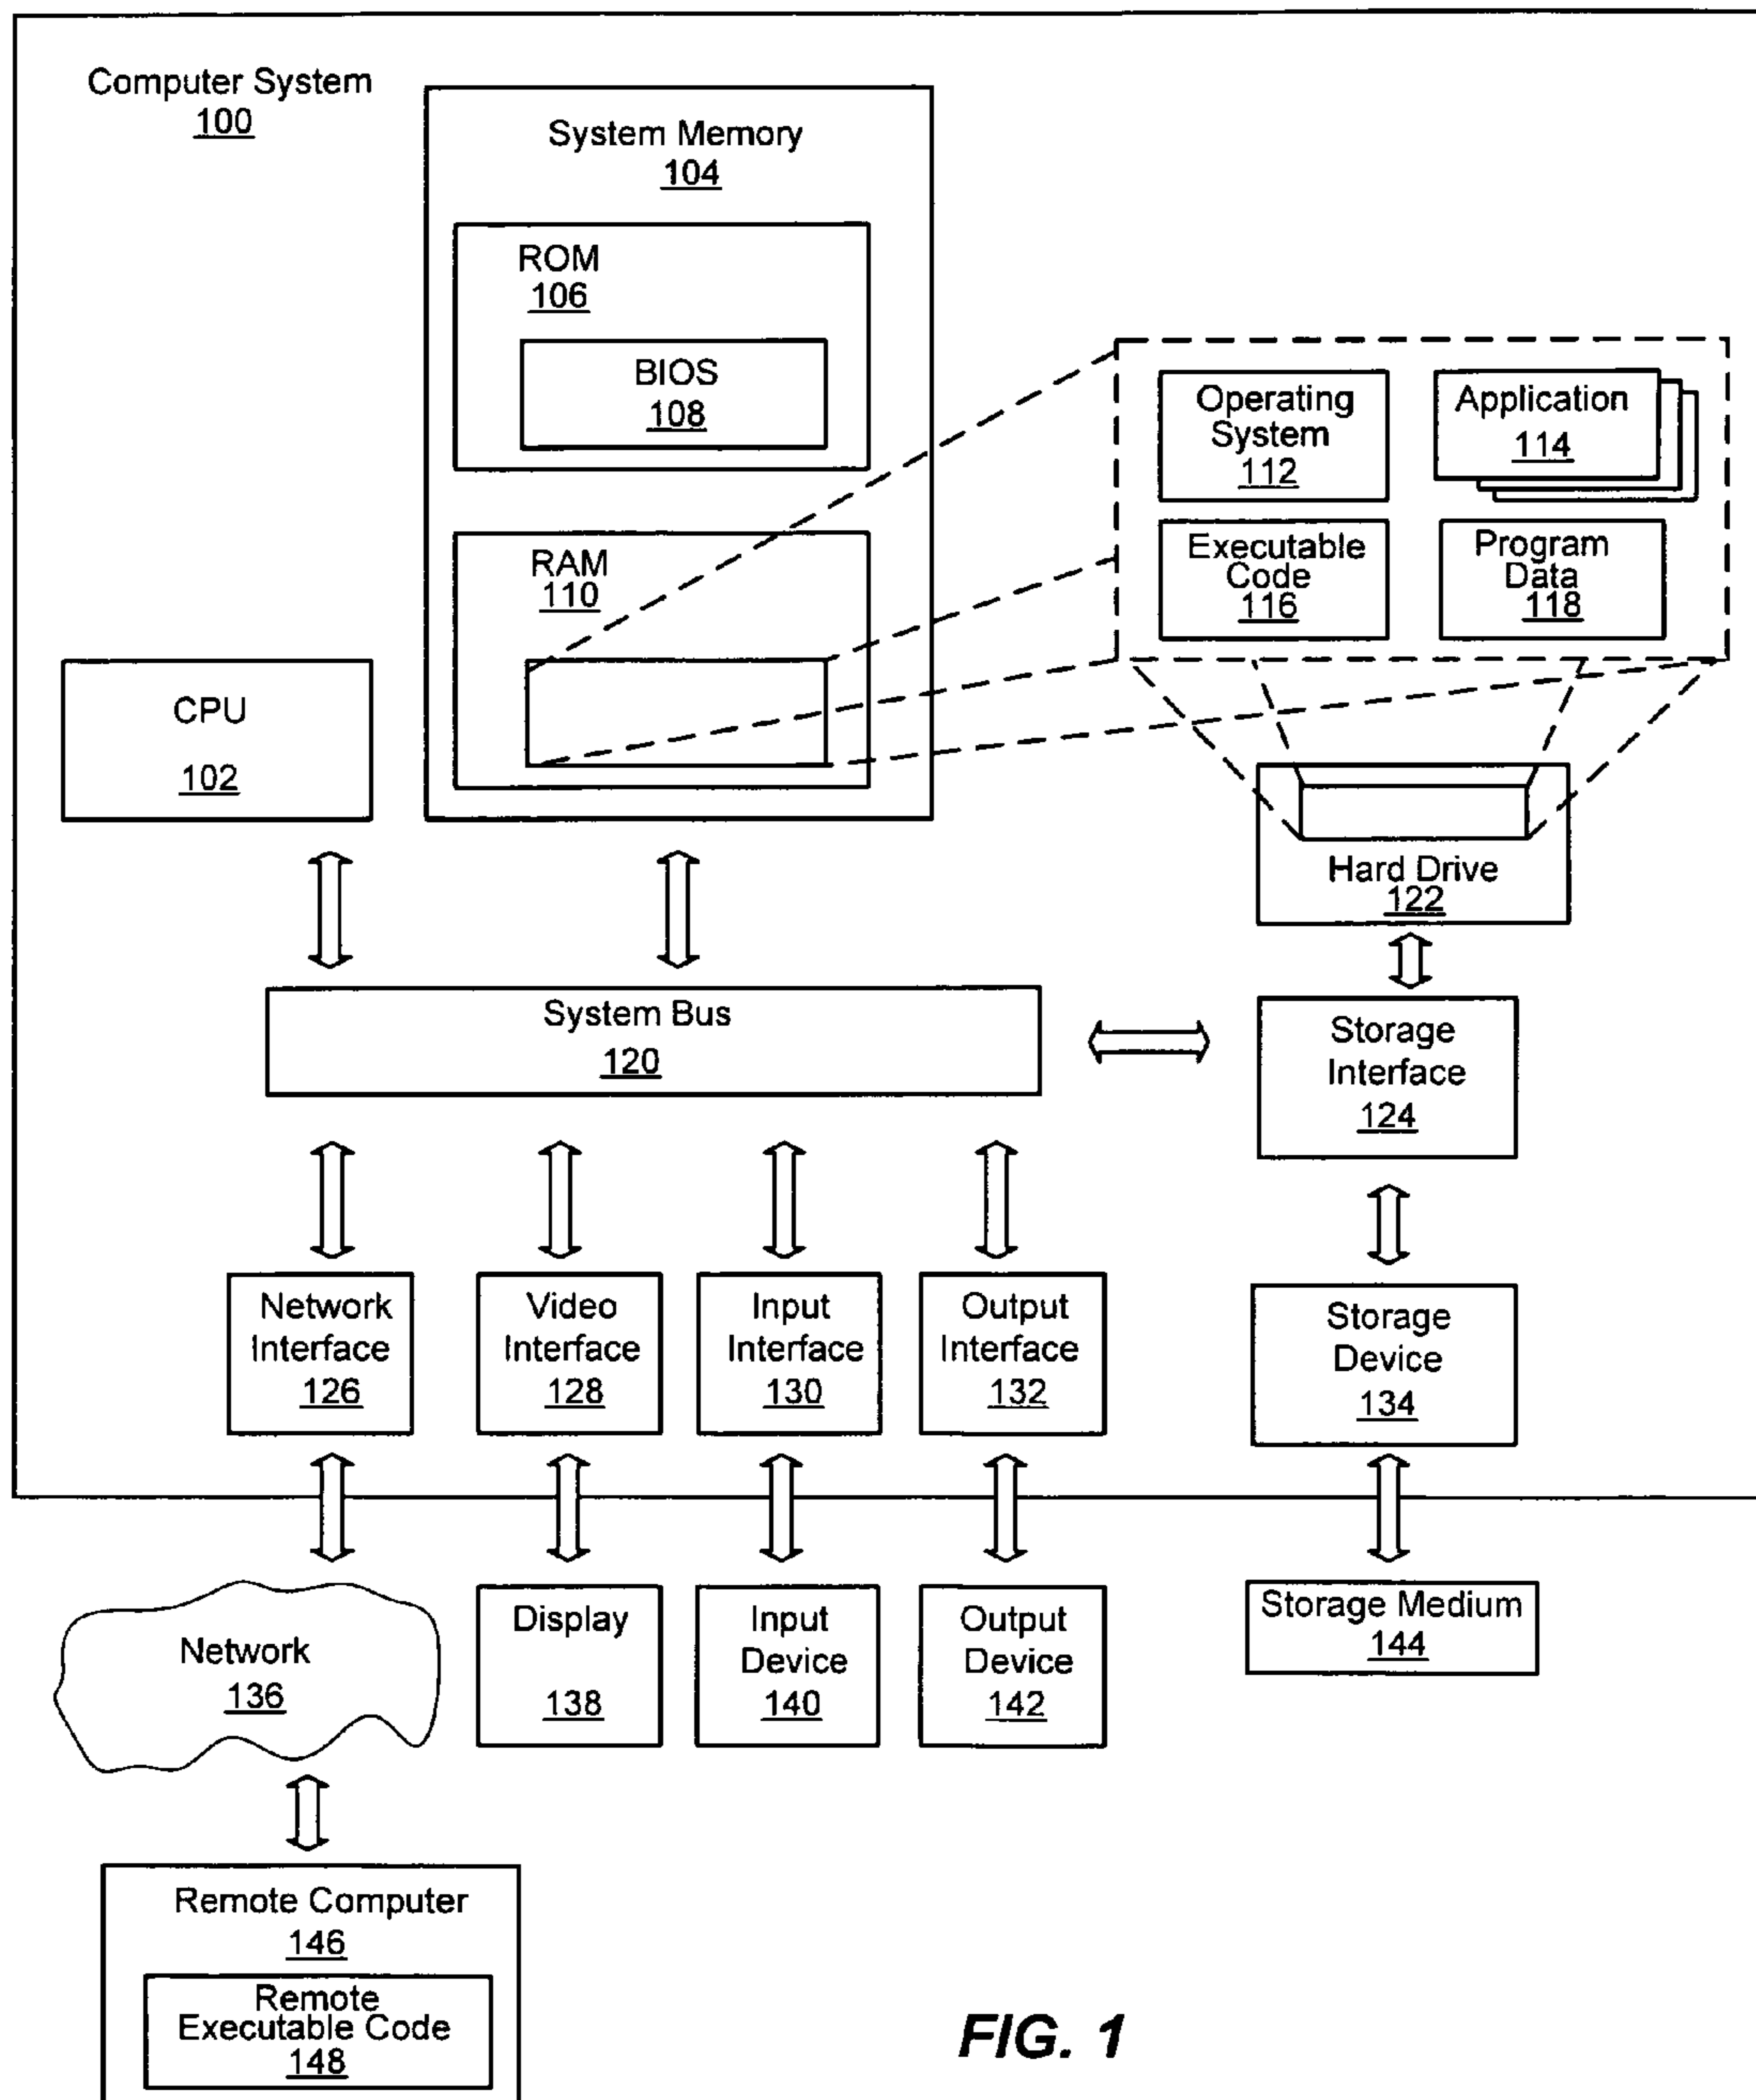 Computer System
100
System Memory
104
ROM
106
BIOS
108
RAM
110
Operating
System
112
Application
114
Executable
Code
116
Program
Data
118
CPU
102
Hard Drive
122
System Bus
120
Storage
Interface
124
Network
Interface
126
Video
Interface
128
Input
Interface
130
Output
Interface
132
Storage
Device
134
Network
136
Display
138
Input
Device
140
Output
Device
142
Storage Medium
144
Remote Computer
146
Remote
Executable Code
148
FIG. 1